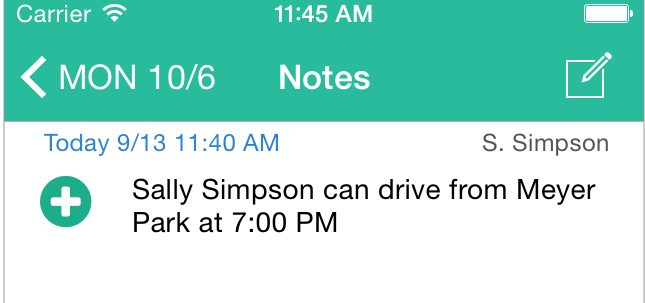 Carrier 11:45 AM
MON 10/6 Notes
Today 9/13 11:40 AM S. Simpson
Sally Simpson can drive from Meyer
Park at 7:00 PM